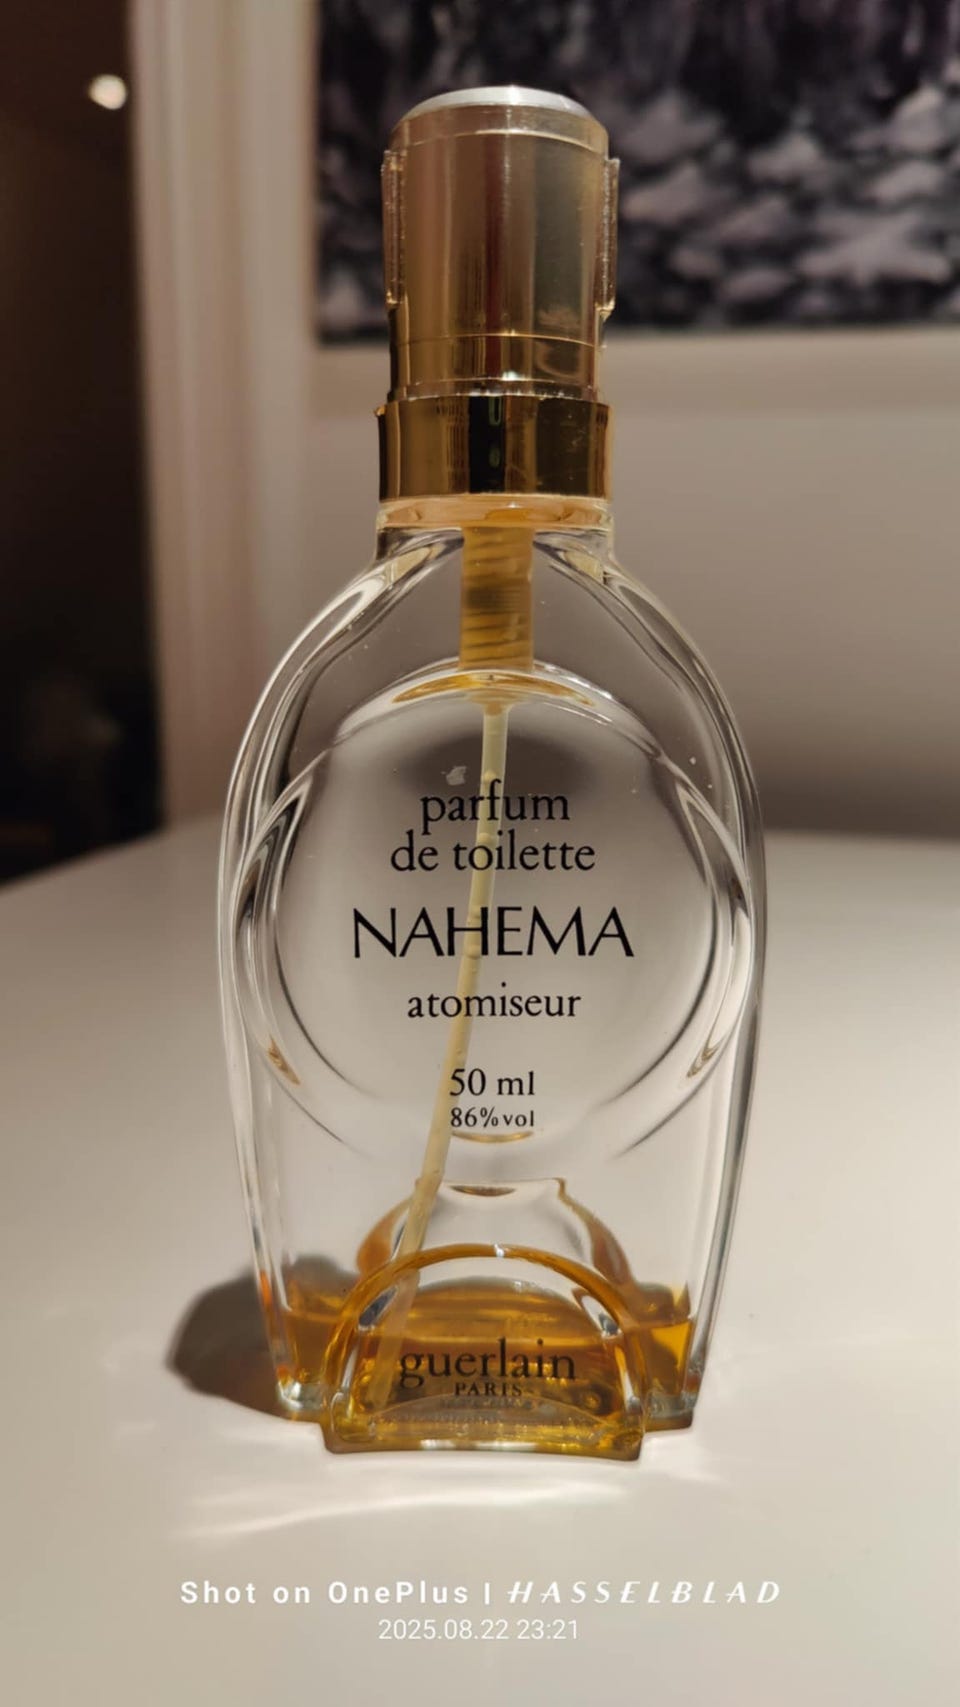 parfum
de toilette
NAHEMA
atomiseur
50 ml
86% vol
guerlain
PARIS
Shot on OnePlus | HASSELBLAD
2025.08.22 23:21